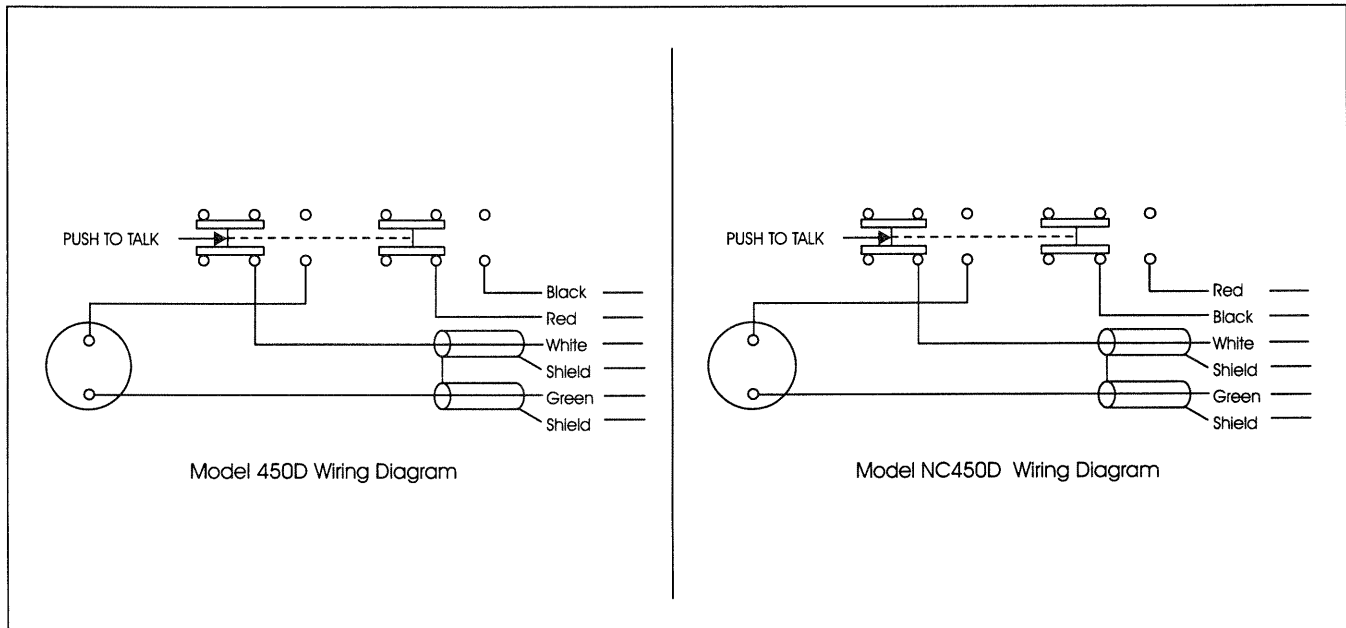 PUSH TO TALK
Black
Red
White
Shield
Green
Shield
Model 450D Wiring Diagram
PUSH TO TALK
Red
Black
White
Shield
Green
Shield
Model NC450D Wiring Diagram